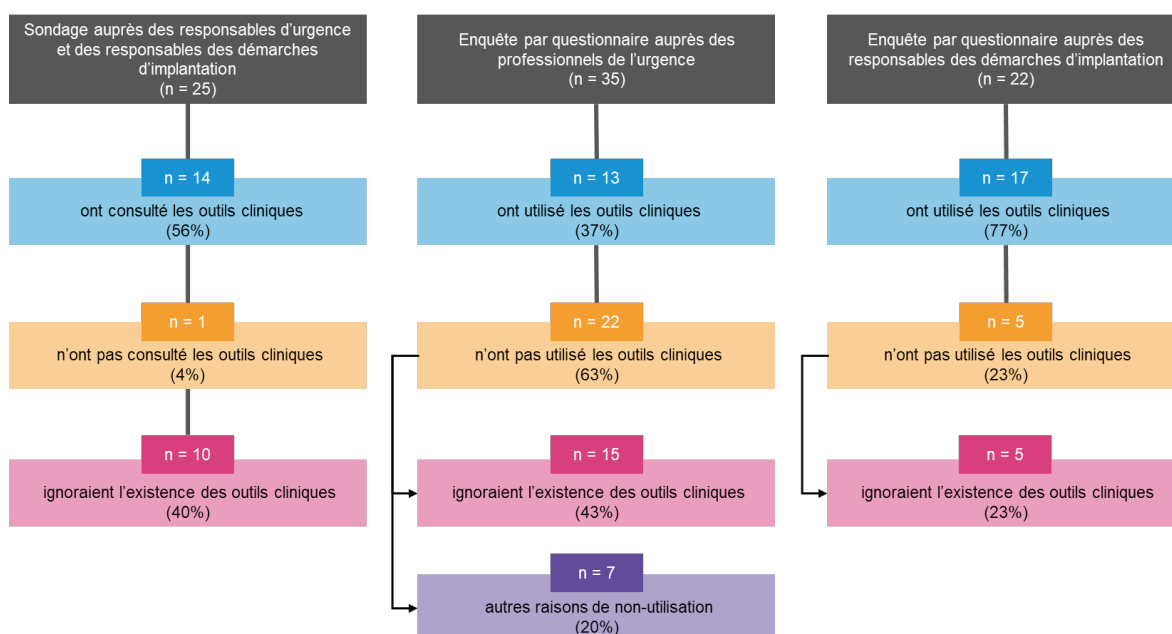 Sondage auprès des responsables d'urgence
et des responsables des démarches
d'implantation
(n = 25)
n = 14
ont consulté les outils cliniques
(56%)
n = 1
n'ont pas consulté les outils cliniques
(4%)
n = 10
ignoraient l'existence des outils cliniques
(40%)
Enquête par questionnaire auprès des
professionnels de l'urgence
(n = 35)
n = 13
ont utilisé les outils cliniques
(37%)
n = 22
n'ont pas utilisé les outils cliniques
(63%)
n = 15
ignoraient l'existence des outils cliniques
(43%)
n = 7
autres raisons de non-utilisation
(20%)
Enquête par questionnaire auprès des
responsables des démarches d'implantation
(n = 22)
n = 17
ont utilisé les outils cliniques
(77%)
n = 5
n'ont pas utilisé les outils cliniques
(23%)
n = 5
ignoraient l'existence des outils cliniques
(23%)